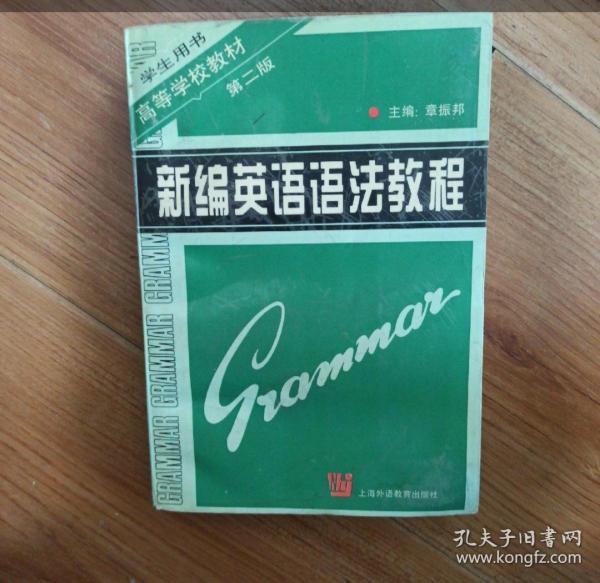 学生用书
高等学校教材
第二版
主编：章振邦
新编英语语法教程
GRAMMAR GRAMMAR GRAMM
Grammar
上海外语教育出版社
孔夫子旧书网
www.kongfz.com